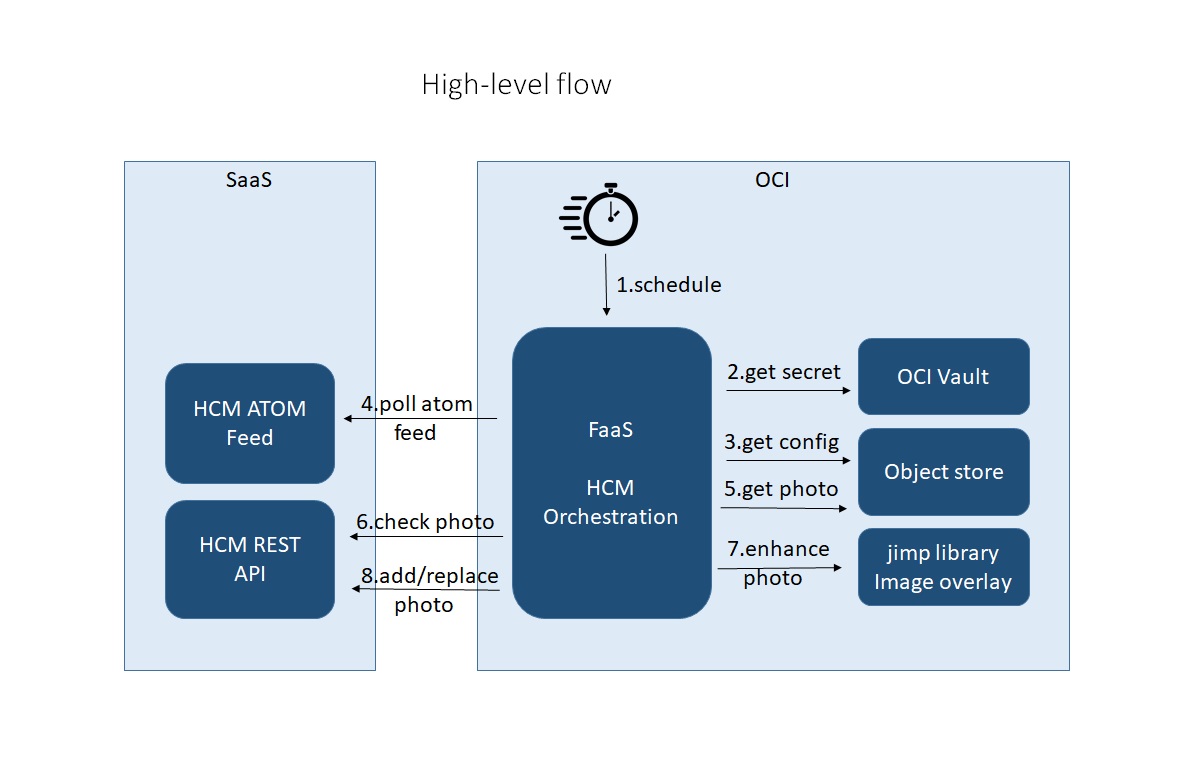 High-level flow
SaaS
OCI
1.schedule
HCM ATOM
Feed
HCM REST
API
4.poll atom
feed
6.check photo
8.add/replace
photo
FaaS
HCM
Orchestration
2.get secret
3.get config
5.get photo
7.enhance
photo
OCI Vault
Object store
jimp library
Image overlay